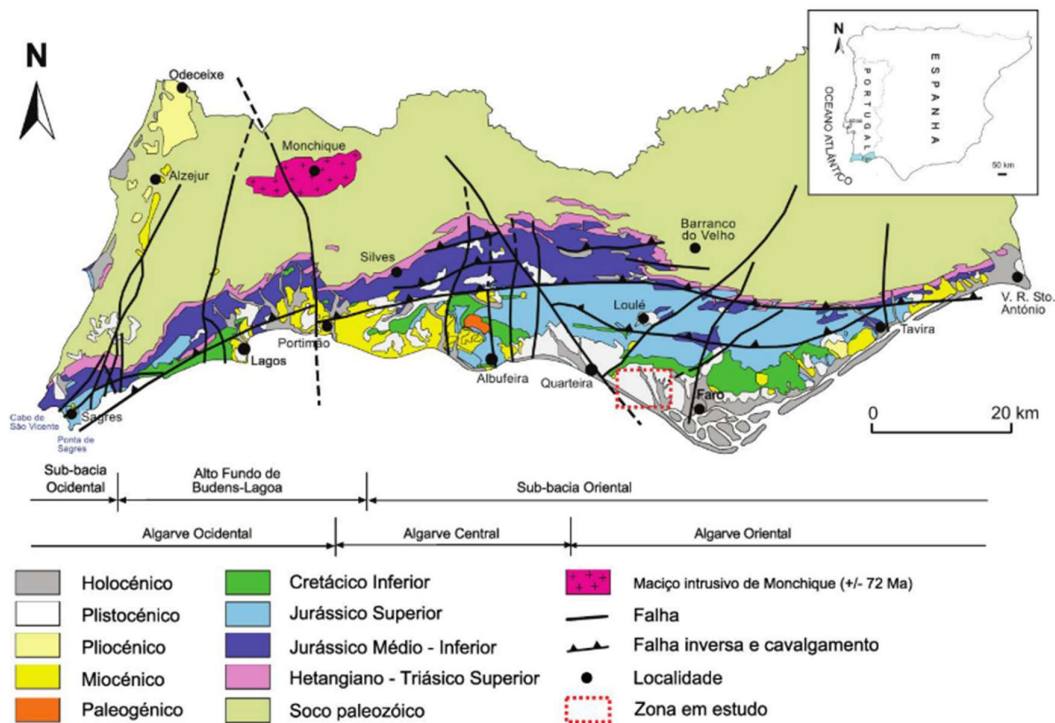 N
Odeceixe
Monchique
Alzejur
Silves
Barranco
do Velho
Loulé
V. R. Sto.
António
Tavira
Portimão
Lagos
Albufeira
Quarteira
Faro
Sagres
Cabo de
São Vicente
Ponta de
Sagres
0 20 km
N
PORTUGAL
ESPANHA
OCEANO ATLÂNTICO
50 km
Sub-bacia
Ocidental
Alto Fundo de
Budens-Lagoa
Sub-bacia Oriental
Algarve Ocidental
Algarve Central
Algarve Oriental
Holocénico
Plistocénico
Pliocénico
Miocénico
Paleogénico
Cretácico Inferior
Jurássico Superior
Jurássico Médio - Inferior
Hetangiano - Triásico Superior
Soco paleozóico
Maciço intrusivo de Monchique (+/- 72 Ma)
Falha
Falha inversa e cavalgamento
Localidade
Zona em estudo